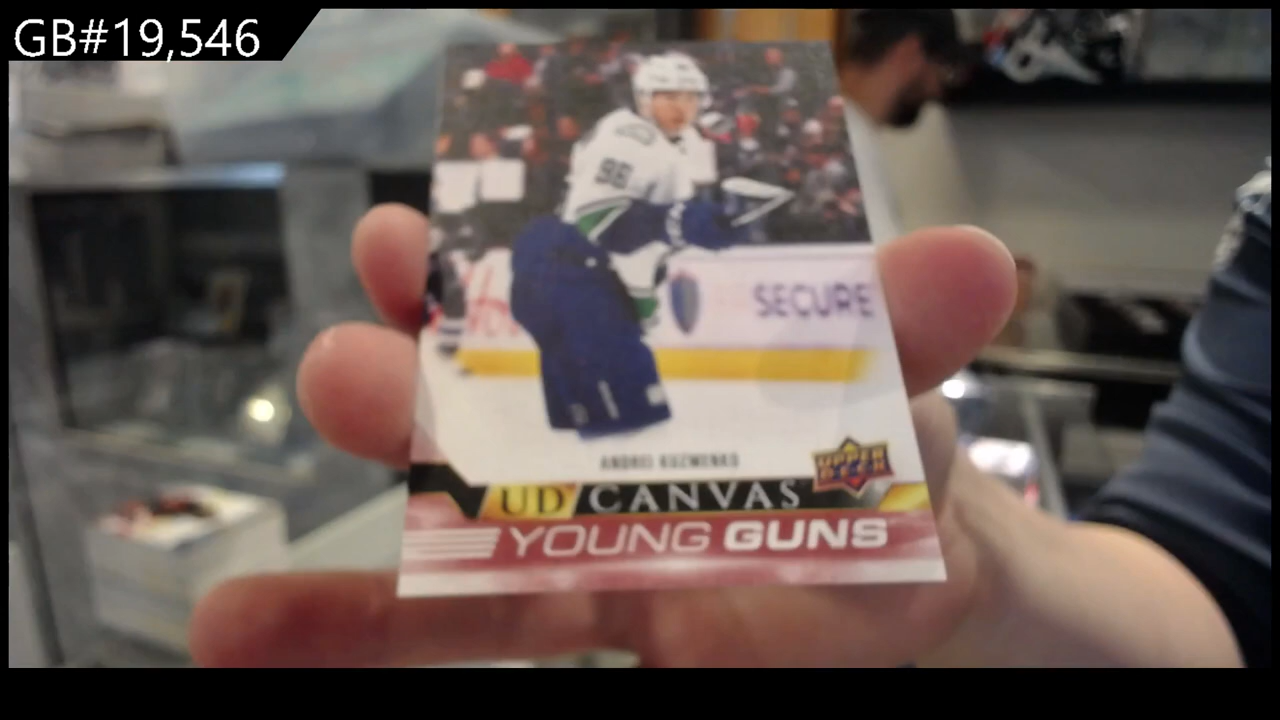 GB#19,546
96
SECURE
ANDREI KUZMENKO
UPPER
DECK
UD CANVAS
YOUNG GUNS